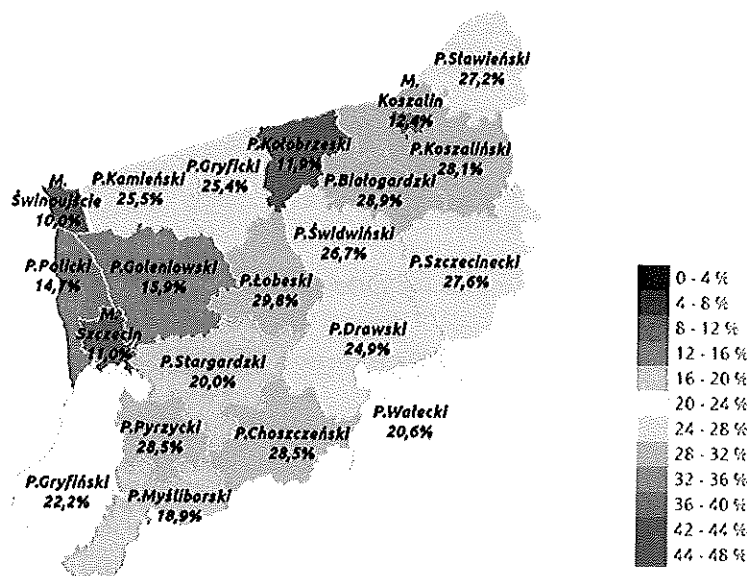 P.Sławieński
27,2%
M.
Koszalin
12,4%
P.Kołobrzeski
11,9%
P.Koszaliński
28,1%
P.Gryficki
25,4%
P.Kamieński
25,5%
P.Białogardzki
28,9%
M.
Świnoujście
10,0%
P.Świdwiński
26,7%
P.Policki
14,7%
P.Goleniowski
15,9%
P.Łobeski
29,8%
P.Szczecinecki
27,6%
M.
Szczecin
11,0%
P.Drawski
24,9%
P.Stargardzki
20,0%
P.Wałecki
20,6%
P.Pyrzycki
28,5%
P.Choszczeński
28,5%
P.Gryfiński
22,2%
P.Myśliborski
18,9%
0 - 4 %
4 - 8 %
8 - 12 %
12 - 16 %
16 - 20 %
20 - 24 %
24 - 28 %
28 - 32 %
32 - 36 %
36 - 40 %
42 - 44 %
44 - 48 %